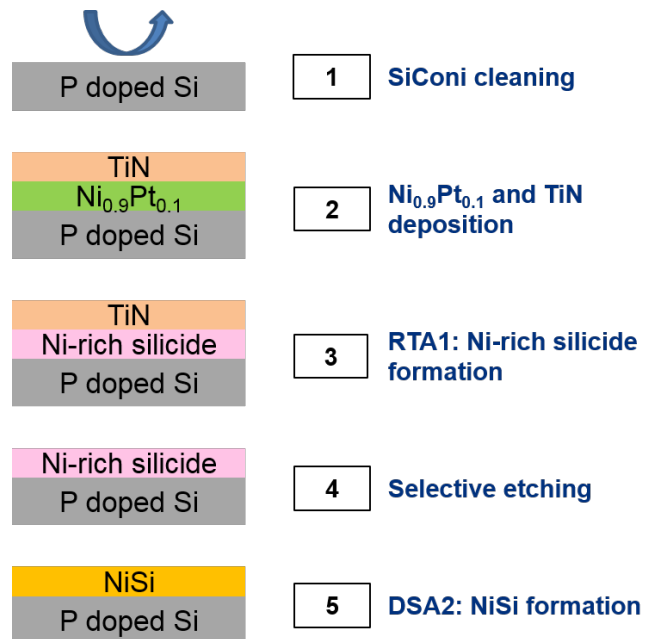 P doped Si
1
SiConi cleaning
TiN
Ni₀.₉Pt₀.₁
P doped Si
2
Ni₀.₉Pt₀.₁ and TiN
deposition
TiN
Ni-rich silicide
P doped Si
3
RTA1: Ni-rich silicide
formation
Ni-rich silicide
P doped Si
4
Selective etching
NiSi
P doped Si
5
DSA2: NiSi formation